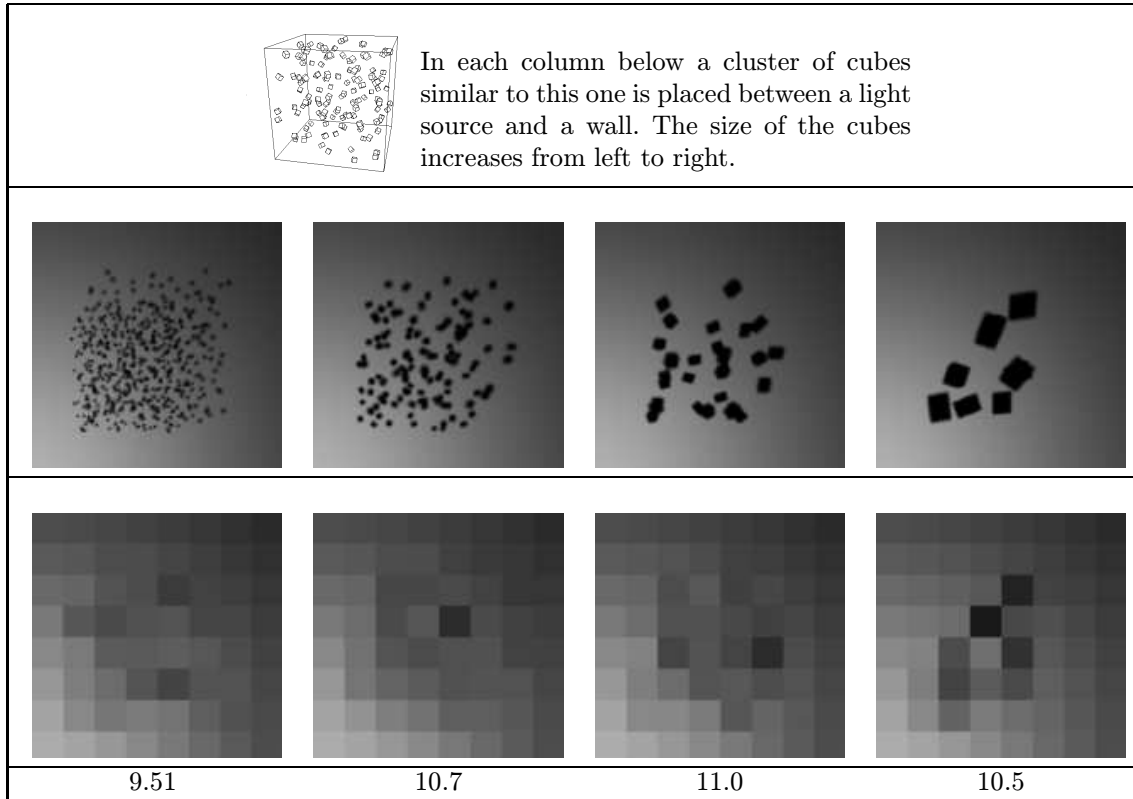 In each column below a cluster of cubes
similar to this one is placed between a light
source and a wall. The size of the cubes
increases from left to right.
9.51 10.7 11.0 10.5